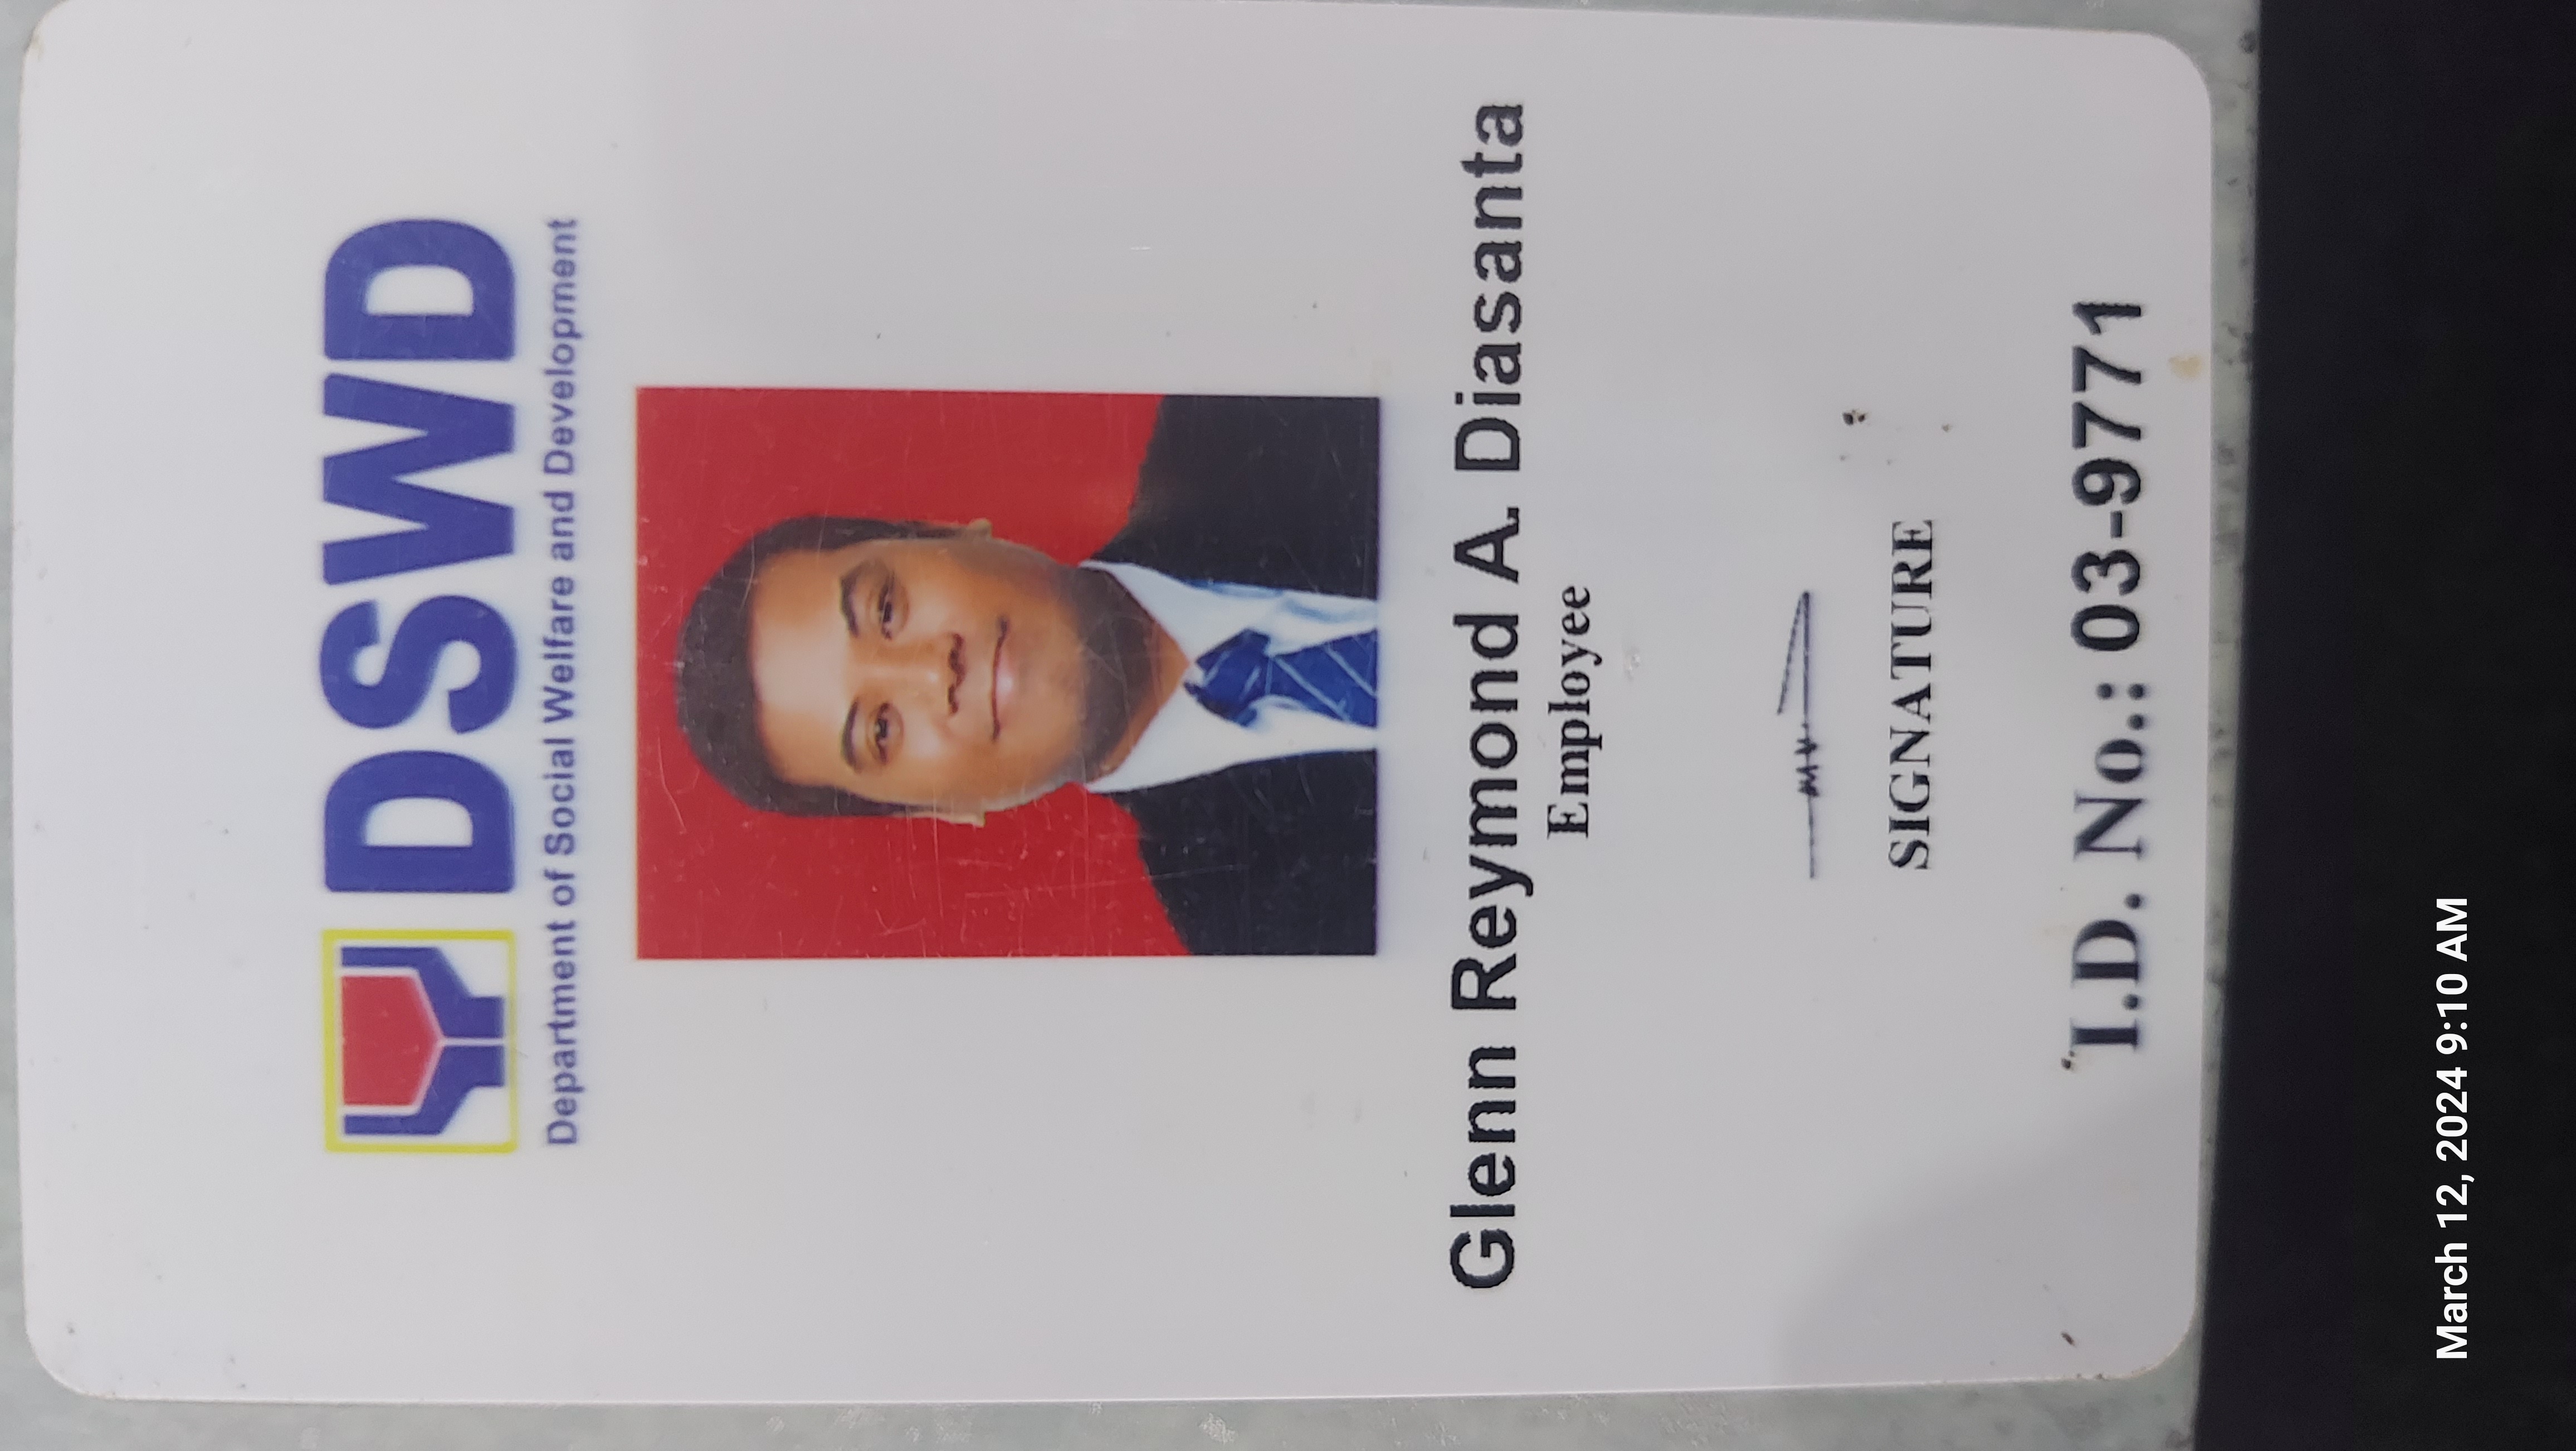 DSWD
Department of Social Welfare and Development
Glenn Reymond A. Diasanta
Employee
SIGNATURE
I.D. No.: 03-9771
March 12, 2024 9:10 AM